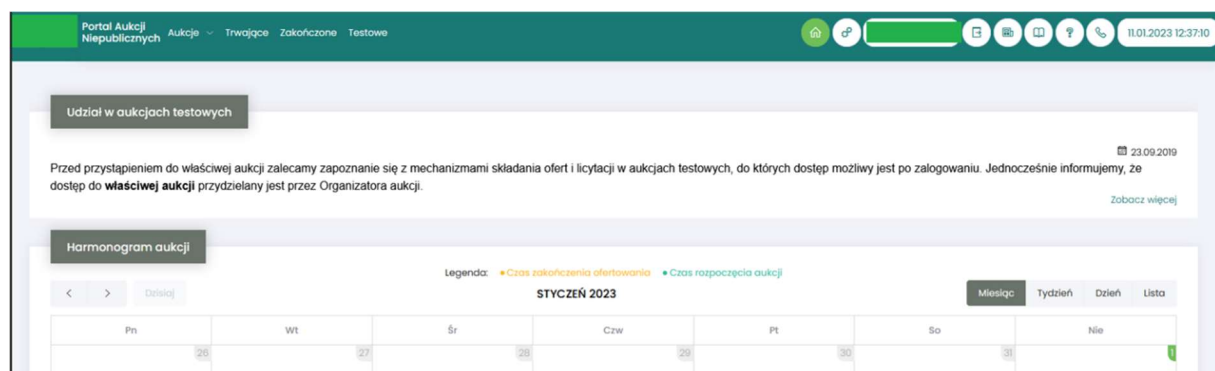 Portal Aukcji
Niepublicznych
Aukcje Trwające Zakończone Testowe
11.01.2023 12:37:10
Udział w aukcjach testowych
23.09.2019
Przed przystąpieniem do właściwej aukcji zalecamy zapoznanie się z mechanizmami składania ofert i licytacji w aukcjach testowych, do których dostęp możliwy jest po zalogowaniu. Jednocześnie informujemy, że
dostęp do właściwej aukcji przydzielany jest przez Organizatora aukcji.
Zobacz więcej
Harmonogram aukcji
Legenda: • Czas zakończenia ofertowania • Czas rozpoczęcia aukcji
< > Dzisiaj STYCZEŃ 2023 Miesiąc Tydzień Dzień Lista
Pn Wt Śr Czw Pt So Nie
26 27 28 29 30 31 1